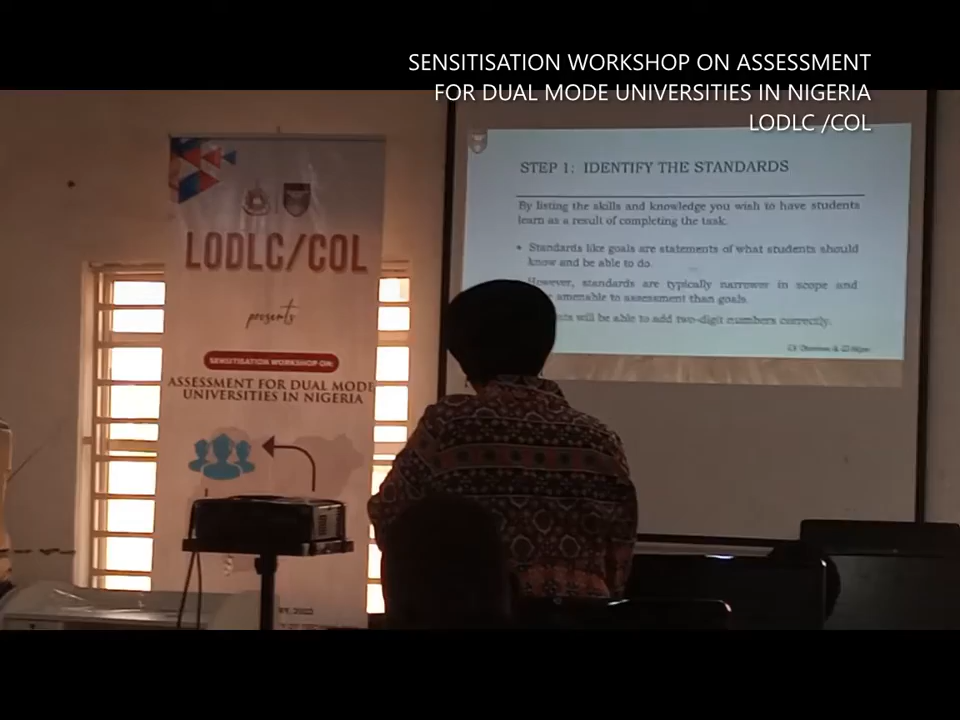 SENSITISATION WORKSHOP ON ASSESSMENT
FOR DUAL MODE UNIVERSITIES IN NIGERIA
LODLC /COL
STEP 1: IDENTIFY THE STANDARDS
By listing the skills and knowledge you wish to have students
learn as a result of completing the task.
• Standards like goals are statements of what students should
know and be able to do.
However, standards are typically narrower in scope and
amenable to assessment than goals.
will be able to add two-digit numbers correctly.
LODLC/COL
presents
SENSITISATION WORKSHOP ON:
ASSESSMENT FOR DUAL MODE
UNIVERSITIES IN NIGERIA